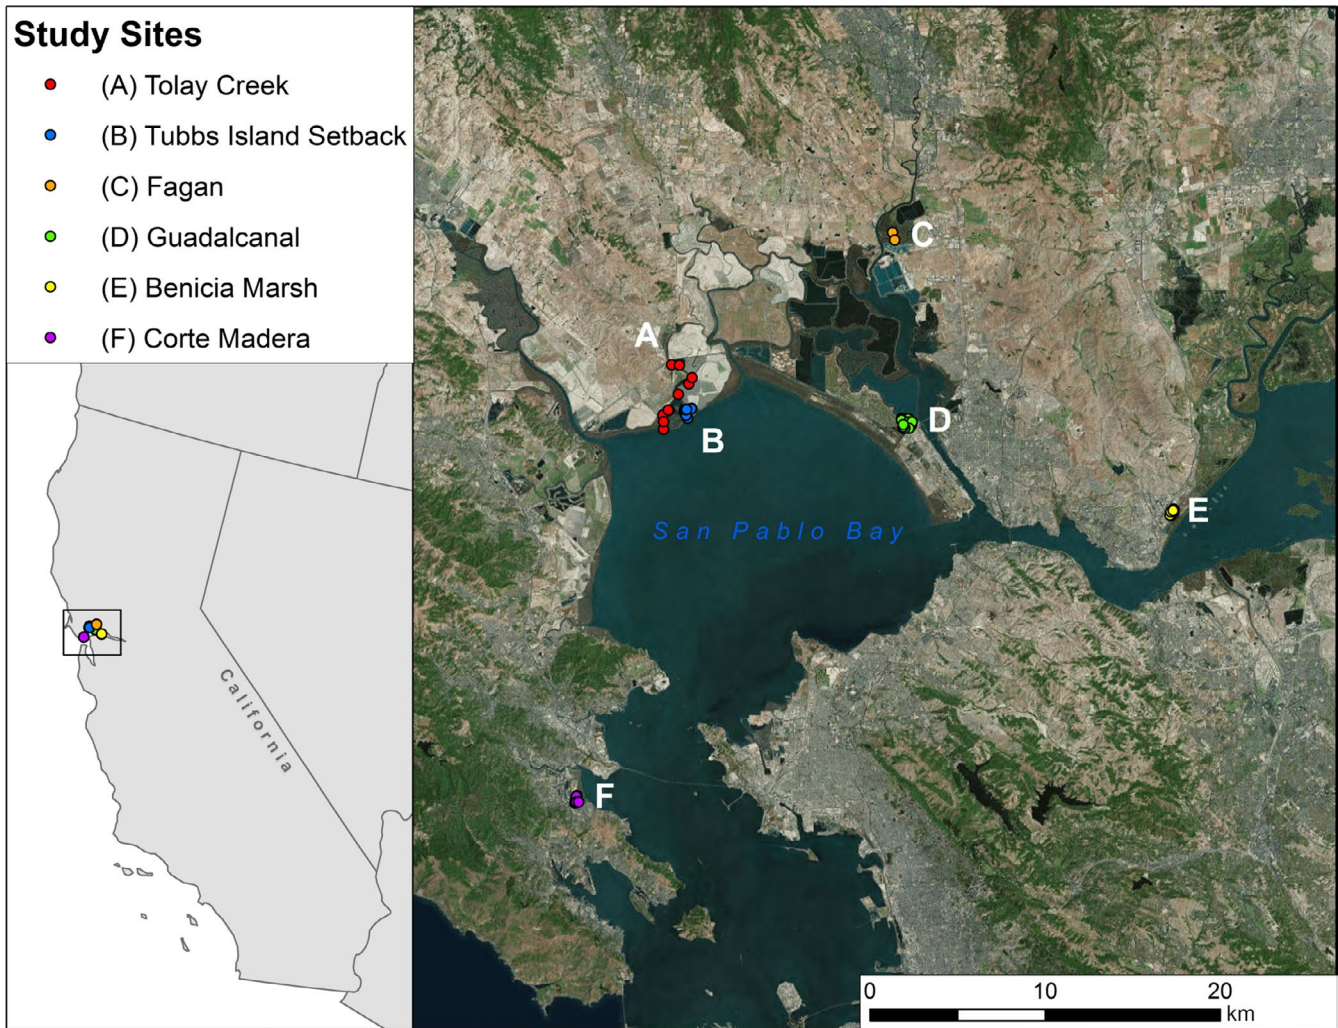 Study Sites
(A) Tolay Creek
(B) Tubbs Island Setback
(C) Fagan
(D) Guadalcanal
(E) Benicia Marsh
(F) Corte Madera
California
C
A
D
B
E
San Pablo Bay
F
0 10 20
km